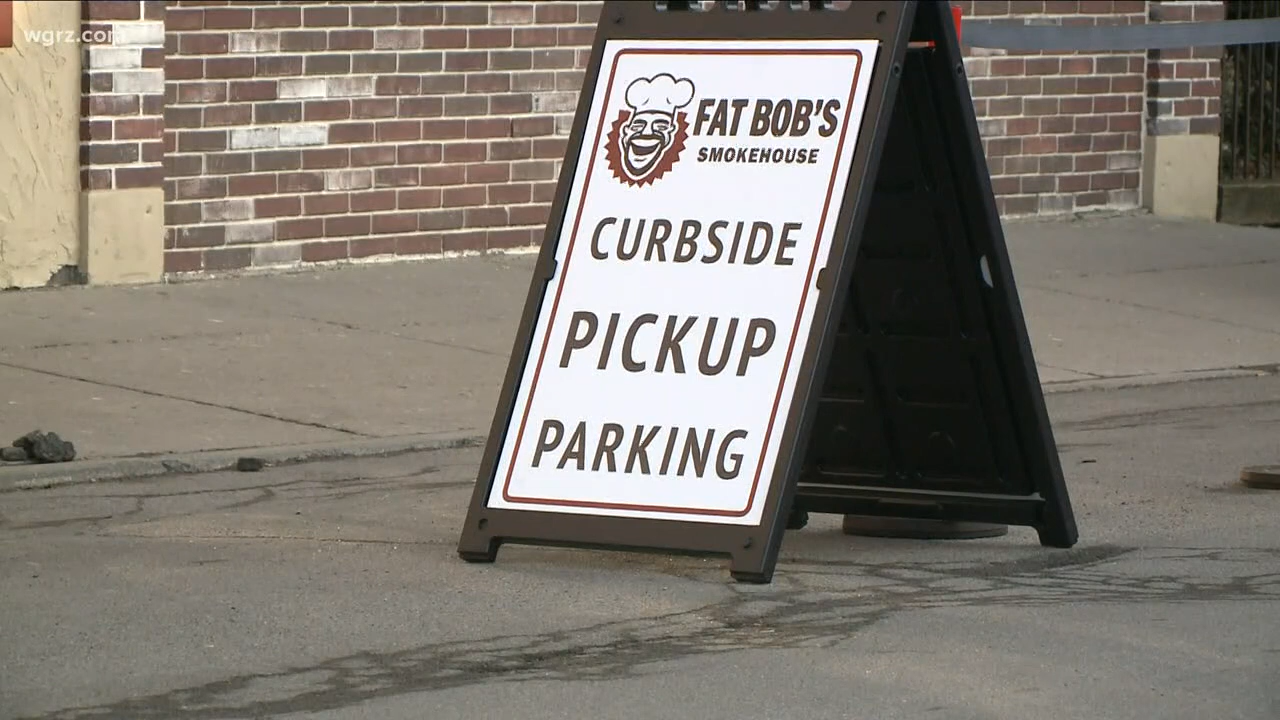 wgrz.com
FAT BOB'S
SMOKEHOUSE
CURBSIDE
PICKUP
PARKING